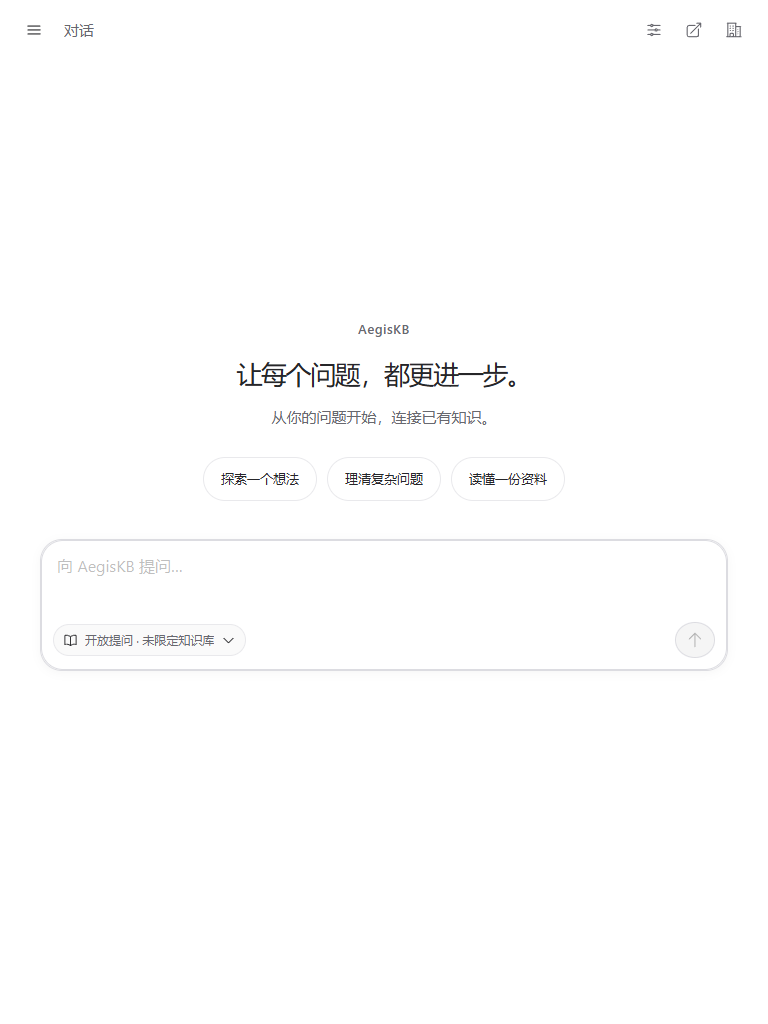 对话
AegisKB
让每个问题，都更进一步。
从你的问题开始，连接已有知识。
探索一个想法 理清复杂问题 读懂一份资料
向 AegisKB 提问...
开放提问 · 未限定知识库